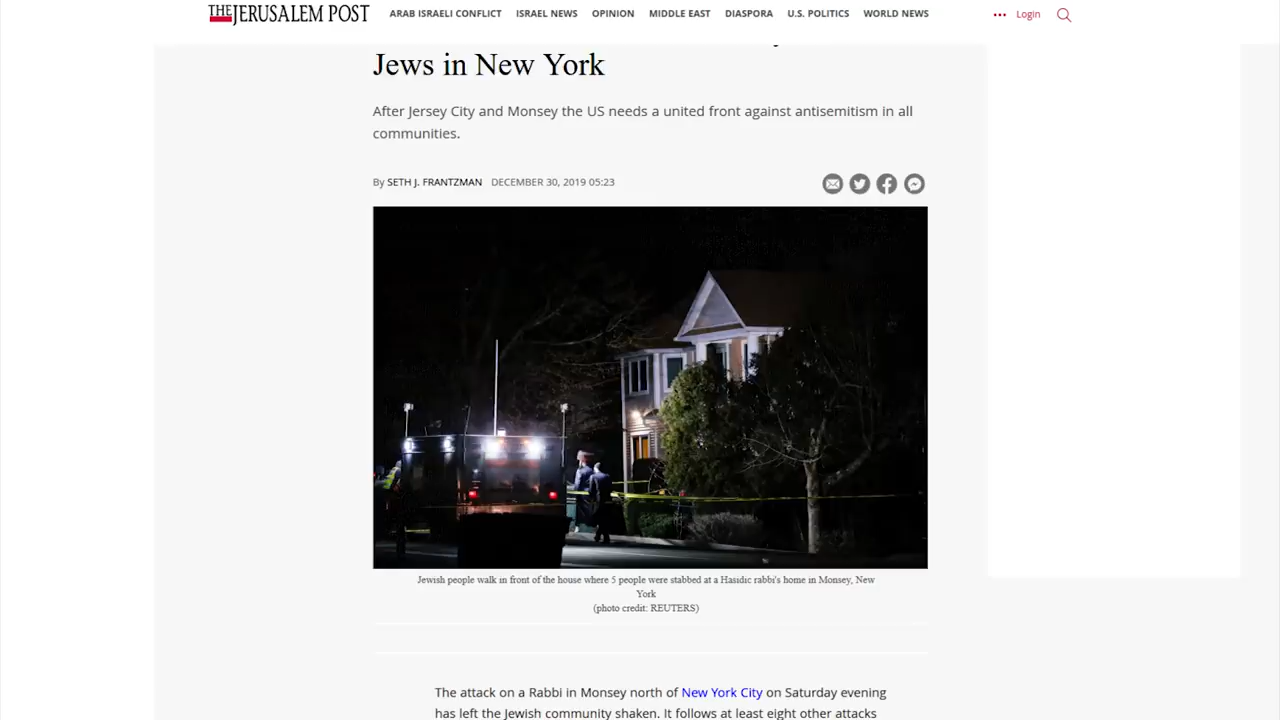 THE JERUSALEM POST
ARAB ISRAELI CONFLICT ISRAEL NEWS OPINION MIDDLE EAST DIASPORA U.S. POLITICS WORLD NEWS
••• Login
Jews in New York
After Jersey City and Monsey the US needs a united front against antisemitism in all
communities.
By SETH J. FRANTZMAN DECEMBER 30, 2019 05:23
Jewish people walk in front of the house where 5 people were stabbed at a Hasidic rabbi's home in Monsey, New
York
(photo credit: REUTERS)
The attack on a Rabbi in Monsey north of New York City on Saturday evening
has left the Jewish community shaken. It follows at least eight other attacks